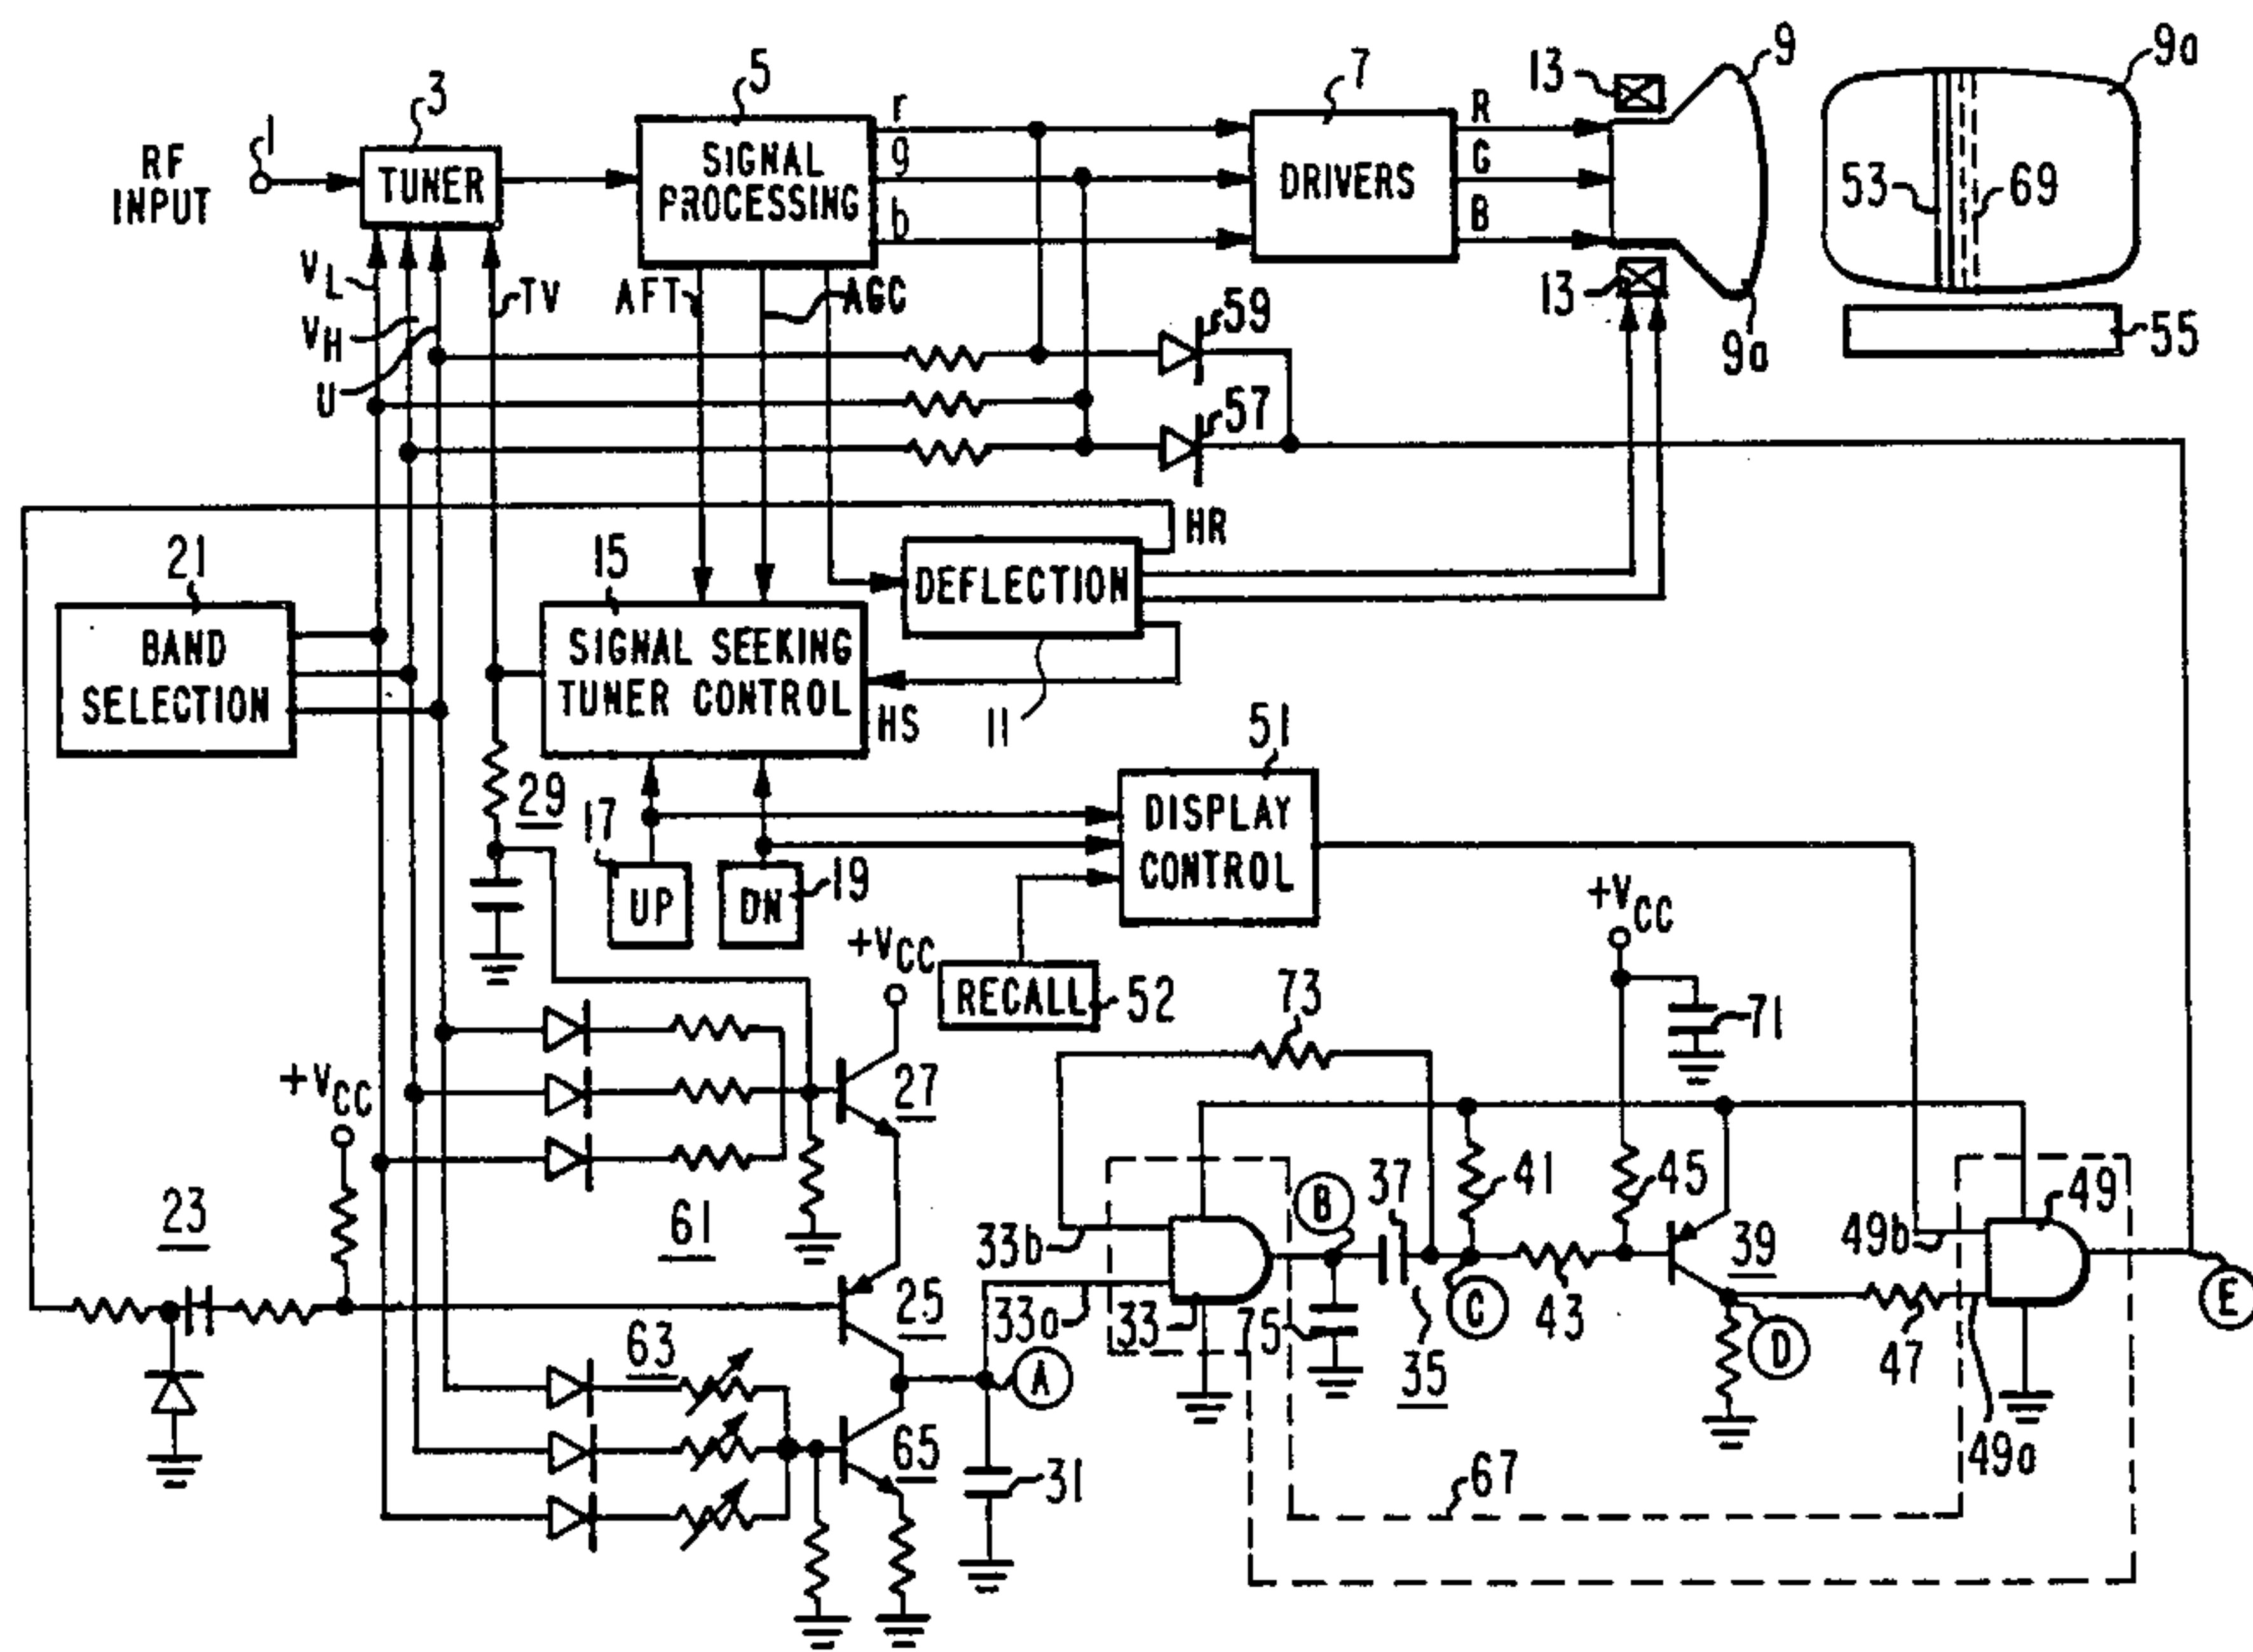 RF
INPUT
1
3
TUNER
5
SIGNAL
PROCESSING
r
g
b
7
DRIVERS
R
G
B
13
9
9a
53
69
13
9a
55
VL
VH
U
TV
AFT
AGC
59
57
HR
21
BAND
SELECTION
15
SIGNAL SEEKING
TUNER CONTROL
DEFLECTION
HS
11
29
17
UP
DN
19
51
DISPLAY
CONTROL
RECALL
52
+VCC
+VCC
73
71
+VCC
27
23
61
33b
B
37
41
45
39
49b
49
25
33a
33
75
35
C
43
D
47
49a
E
63
A
65
31
67